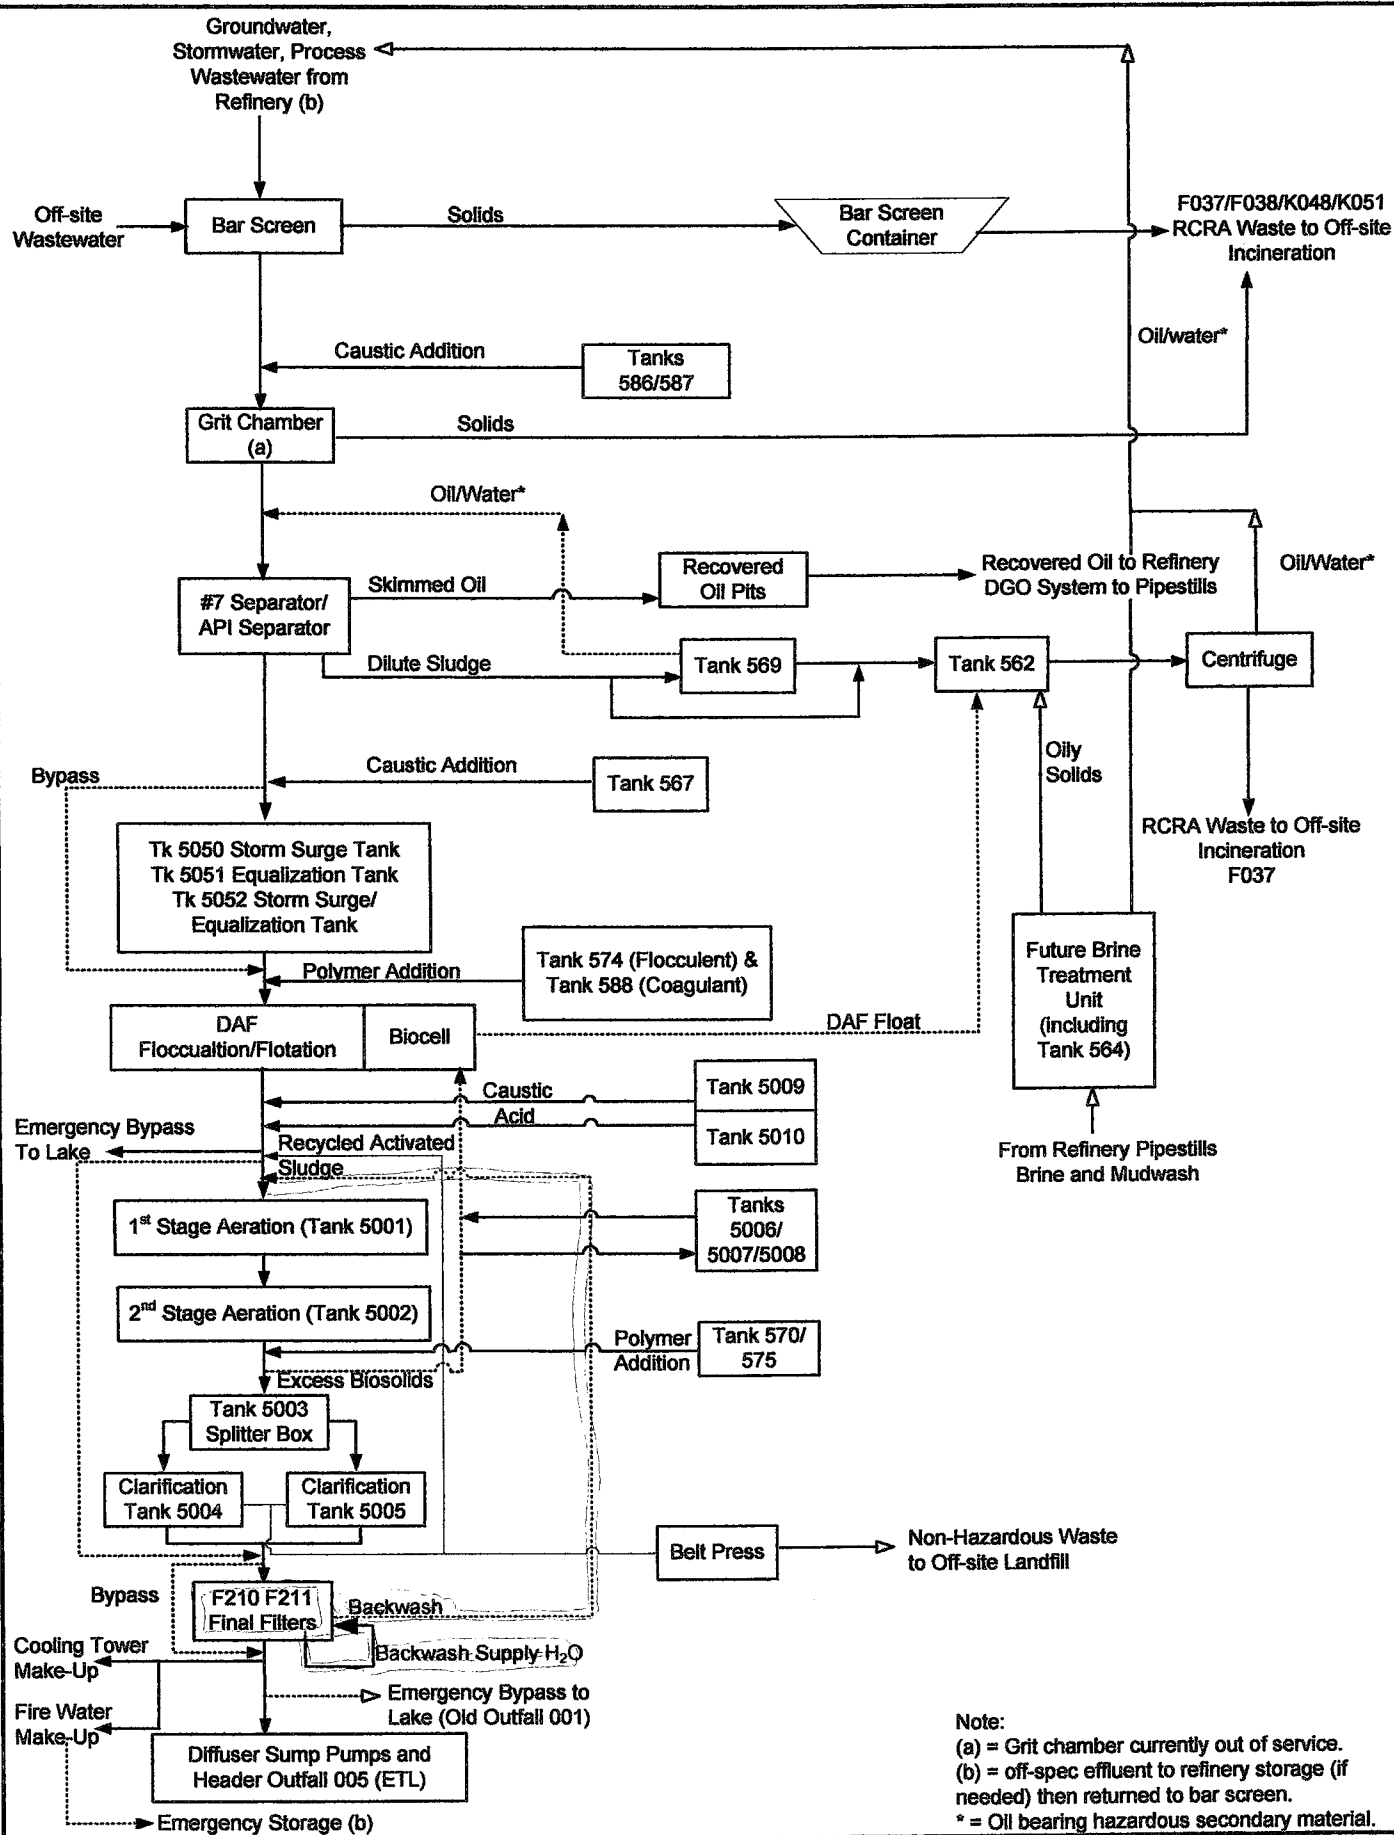 Groundwater,
Stormwater, Process
Wastewater from
Refinery (b)
Off-site
Wastewater
Bar Screen
Solids
Bar Screen
Container
F037/F038/K048/K051
RCRA Waste to Off-site
Incineration
Oil/water*
Caustic Addition
Tanks
586/587
Grit Chamber
(a)
Solids
Oil/Water*
#7 Separator/
API Separator
Skimmed Oil
Recovered
Oil Pits
Recovered Oil to Refinery
DGO System to Pipestills
Oil/Water*
Dilute Sludge
Tank 569
Tank 562
Centrifuge
Oily
Solids
Bypass
Caustic Addition
Tank 567
RCRA Waste to Off-site
Incineration
F037
Tk 5050 Storm Surge Tank
Tk 5051 Equalization Tank
Tk 5052 Storm Surge/
Equalization Tank
Polymer Addition
Tank 574 (Flocculent) &
Tank 588 (Coagulant)
Future Brine
Treatment
Unit
(including
Tank 564)
DAF
Floccualtion/Flotation
Biocell
DAF Float
Caustic
Tank 5009
Acid
Tank 5010
From Refinery Pipestills
Brine and Mudwash
Emergency Bypass
To Lake
Recycled Activated
Sludge
1st Stage Aeration (Tank 5001)
Tanks
5006/
5007/5008
2nd Stage Aeration (Tank 5002)
Polymer
Addition
Tank 570/
575
Excess Biosolids
Tank 5003
Splitter Box
Clarification
Tank 5004
Clarification
Tank 5005
Belt Press
Non-Hazardous Waste
to Off-site Landfill
Bypass
F210 F211
Final Filters
Backwash
Backwash Supply H₂O
Cooling Tower
Make-Up
Emergency Bypass to
Lake (Old Outfall 001)
Fire Water
Make-Up
Diffuser Sump Pumps and
Header Outfall 005 (ETL)
Emergency Storage (b)
Note:
(a) = Grit chamber currently out of service.
(b) = off-spec effluent to refinery storage (if
needed) then returned to bar screen.
* = Oil bearing hazardous secondary material.